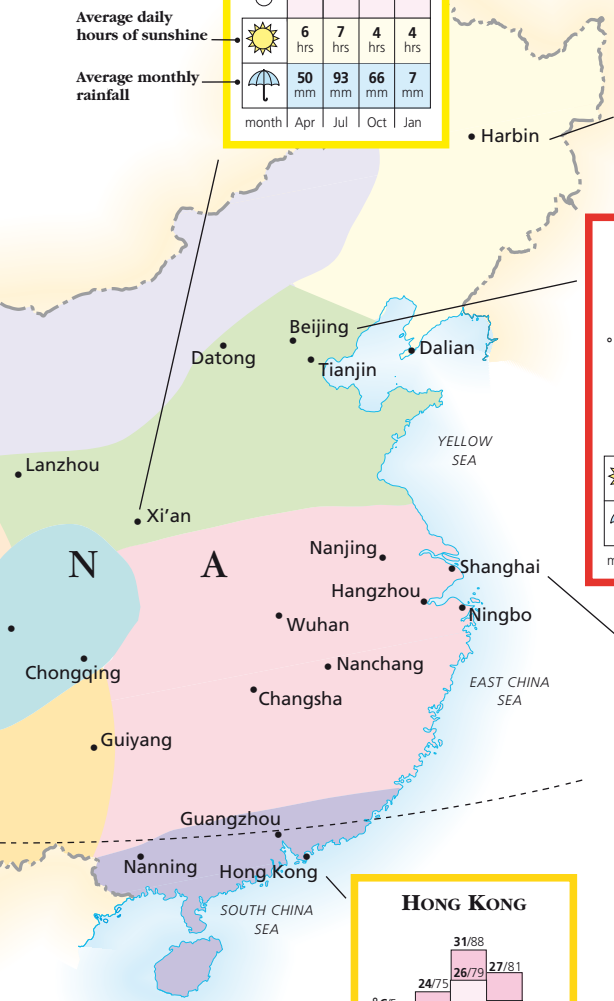 Average daily
hours of sunshine
6 7 4 4
hrs hrs hrs hrs
Average monthly
rainfall
50 93 66 7
mm mm mm mm
month Apr Jul Oct Jan
Harbin
Beijing
Datong
Tianjin
Dalian
YELLOW
SEA
Lanzhou
Xi’an
N A
Nanjing
Shanghai
Hangzhou
Ningbo
Wuhan
Nanchang
Chongqing
EAST CHINA
SEA
Changsha
Guiyang
Guangzhou
Nanning
Hong Kong
SOUTH CHINA
SEA
HONG KONG
31/88
26/79
27/81
24/75